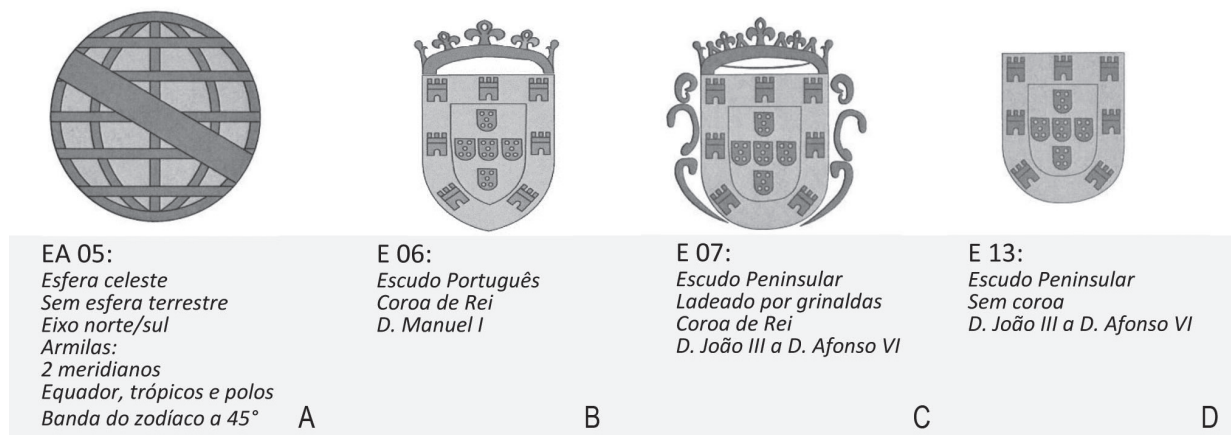 EA 05:
Esfera celeste
Sem esfera terrestre
Eixo norte/sul
Armilas:
2 meridianos
Equador, trópicos e polos
Banda do zodíaco a 45°
A
E 06:
Escudo Português
Coroa de Rei
D. Manuel I
B
E 07:
Escudo Peninsular
Ladeado por grinaldas
Coroa de Rei
D. João III a D. Afonso VI
C
E 13:
Escudo Peninsular
Sem coroa
D. João III a D. Afonso VI
D